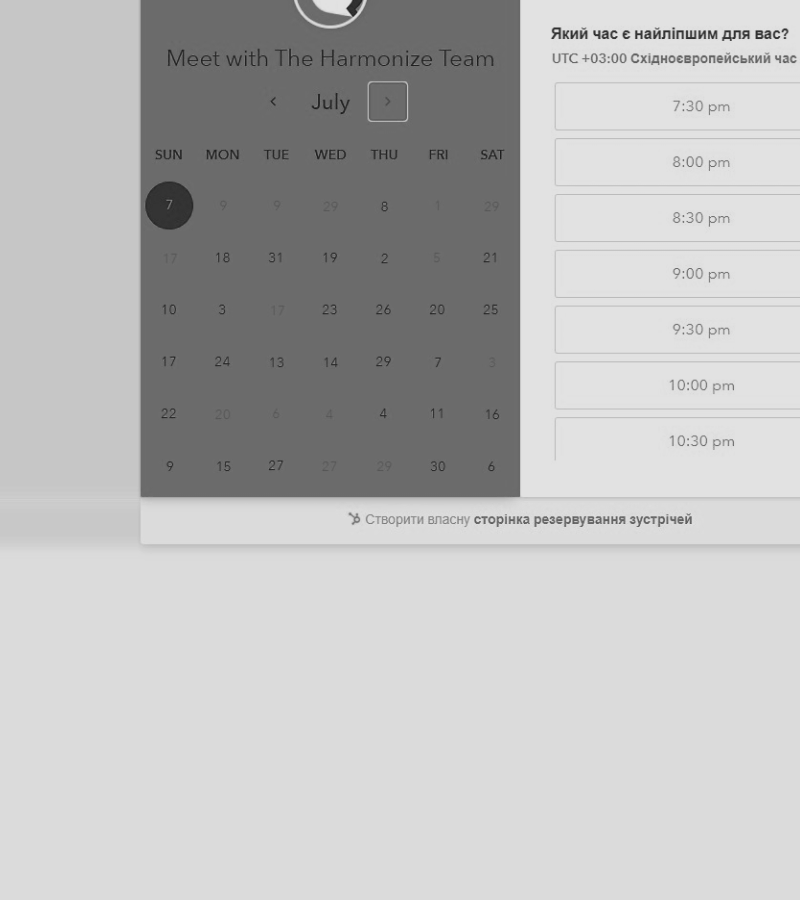 Meet with The Harmonize Team
July
SUN MON TUE WED THU FRI SAT
7 9 9 29 8 1 29
17 18 31 19 2 5 21
10 3 17 23 26 20 25
17 24 13 14 29 7 3
22 20 6 4 4 11 16
9 15 27 27 29 30 6
Який час є найліпшим для вас?
UTC +03:00 Східноєвропейський час
7:30 pm
8:00 pm
8:30 pm
9:00 pm
9:30 pm
10:00 pm
10:30 pm
Створити власну сторінка резервування зустрічей